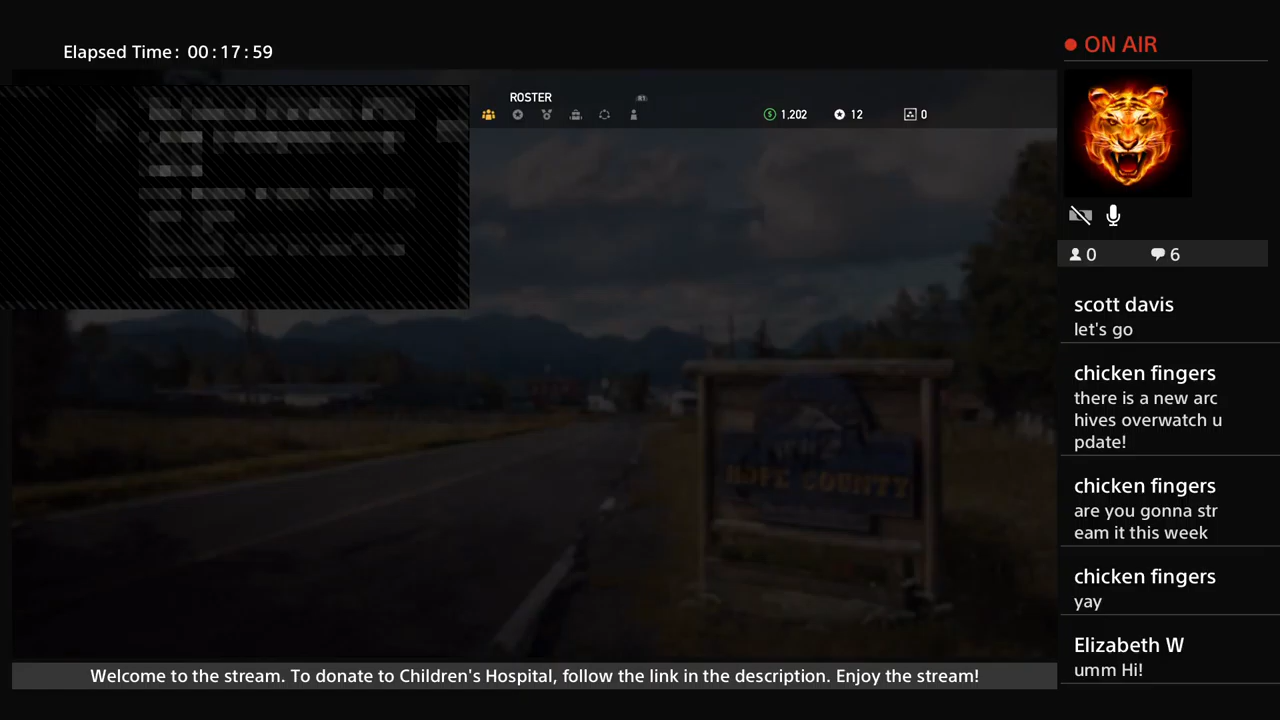 Elapsed Time: 00:17:59
ON AIR
ROSTER
R1
1,202
12
0
0
6
scott davis
let's go
chicken fingers
there is a new arc
hives overwatch u
pdate!
chicken fingers
are you gonna str
eam it this week
chicken fingers
yay
Elizabeth W
umm Hi!
HOPE COUNTY
Welcome to the stream. To donate to Children's Hospital, follow the link in the description. Enjoy the stream!